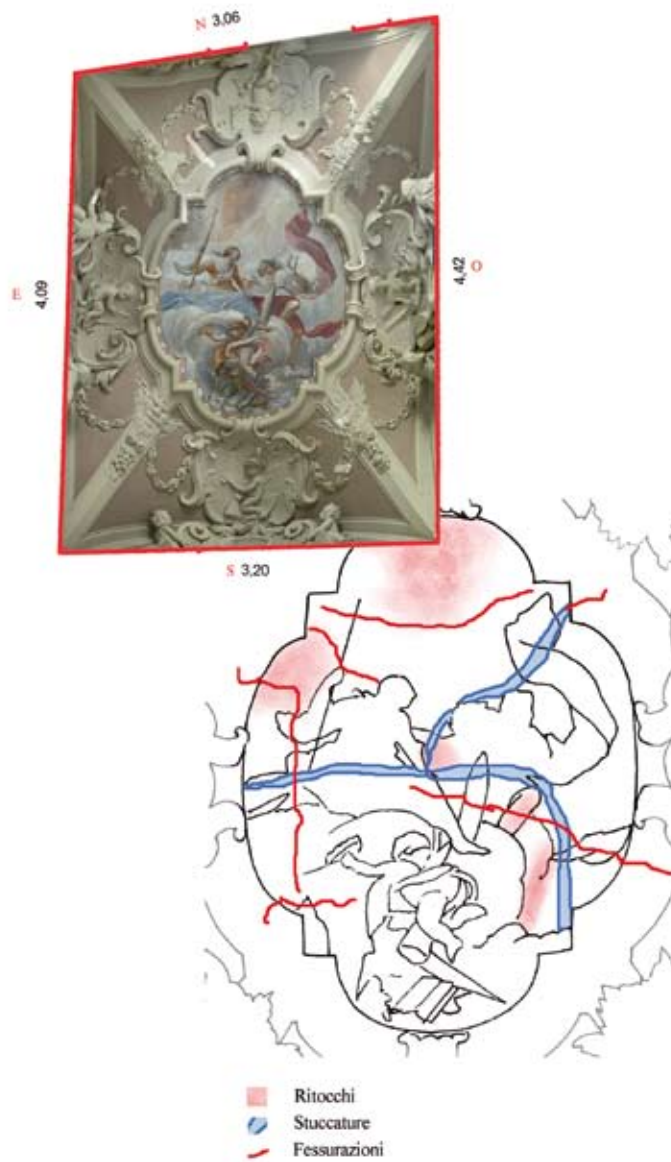 N 3,06
E 4,09
4,42 O
S 3,20
Ritocchi
Stuccature
Fessurazioni